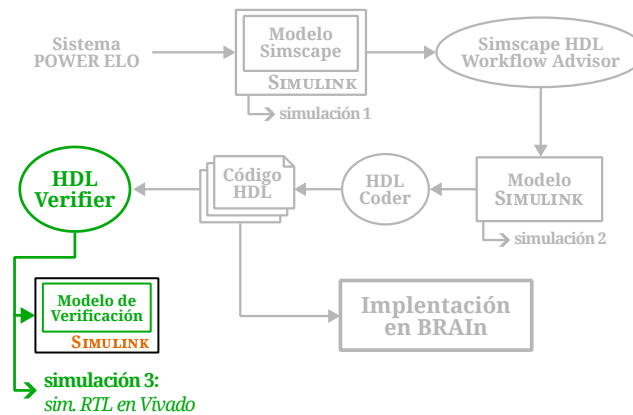 Sistema
POWER ELO
Modelo
Simscape
SIMULINK
simulación 1
Simscape HDL
Workflow Advisor
HDL
Verifier
Código
HDL
HDL
Coder
Modelo
SIMULINK
simulación 2
Modelo de
Verificación
SIMULINK
Implentación
en BRAIn
simulación 3:
sim. RTL en Vivado